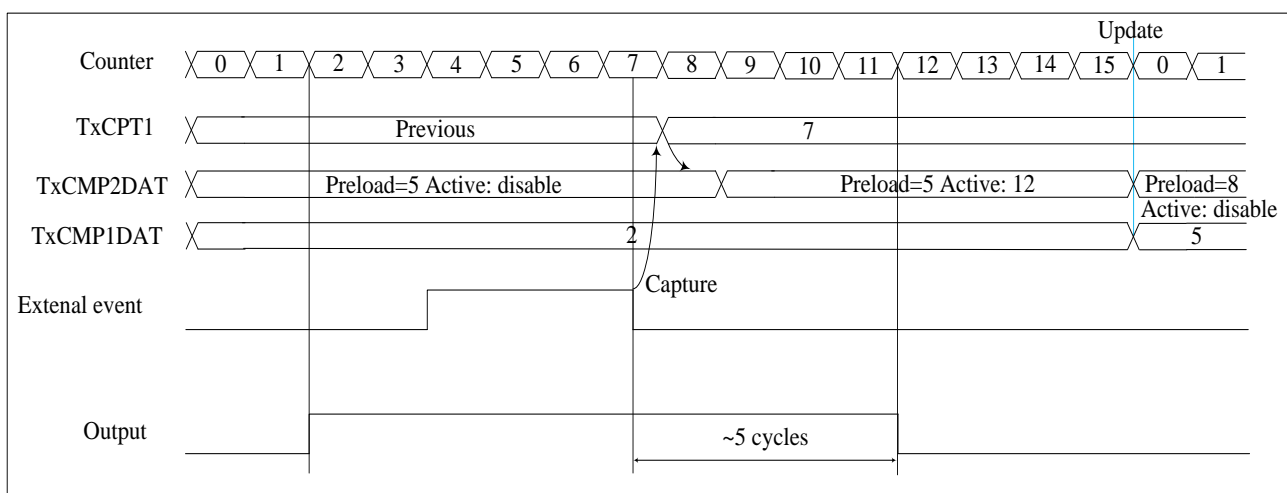 Update
Counter 0 1 2 3 4 5 6 7 8 9 10 11 12 13 14 15 0 1
TxCPT1 Previous 7
TxCMP2DAT Preload=5 Active: disable Preload=5 Active: 12 Preload=8
Active: disable
TxCMP1DAT 2 5
Capture
Extenal event
Output ~5 cycles